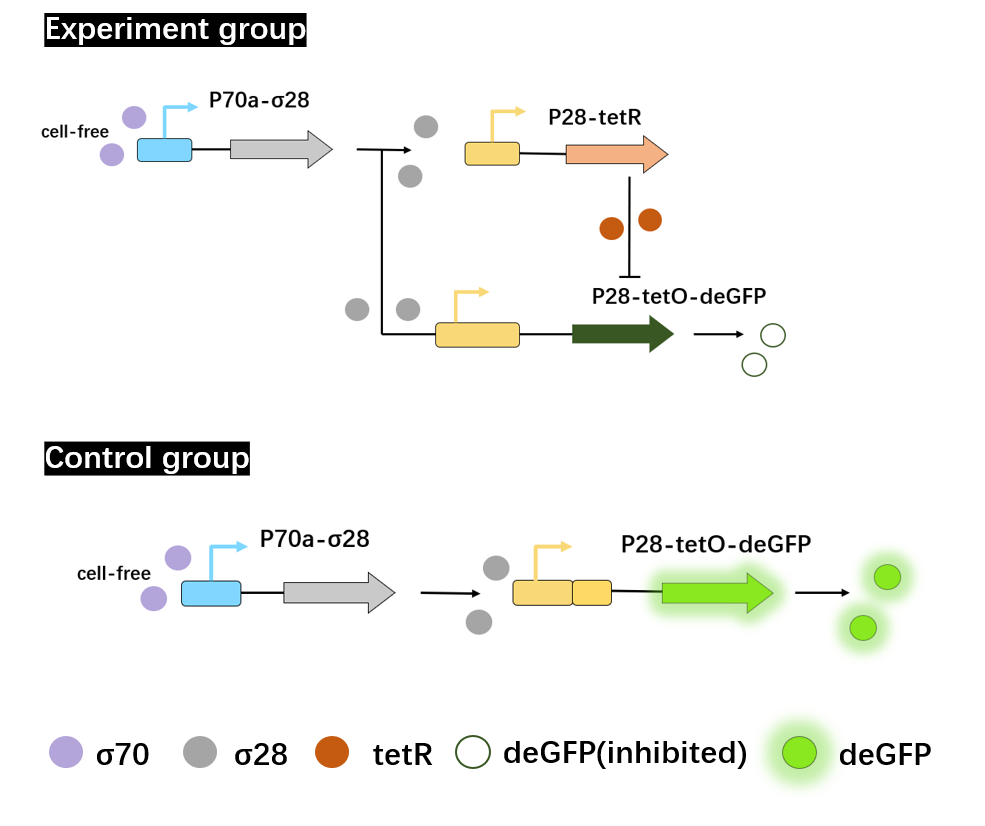 Experiment group
P70a-σ28
cell-free
P28-tetR
P28-tetO-deGFP
Control group
P70a-σ28
P28-tetO-deGFP
cell-free
σ70
σ28
tetR
deGFP(inhibited)
deGFP